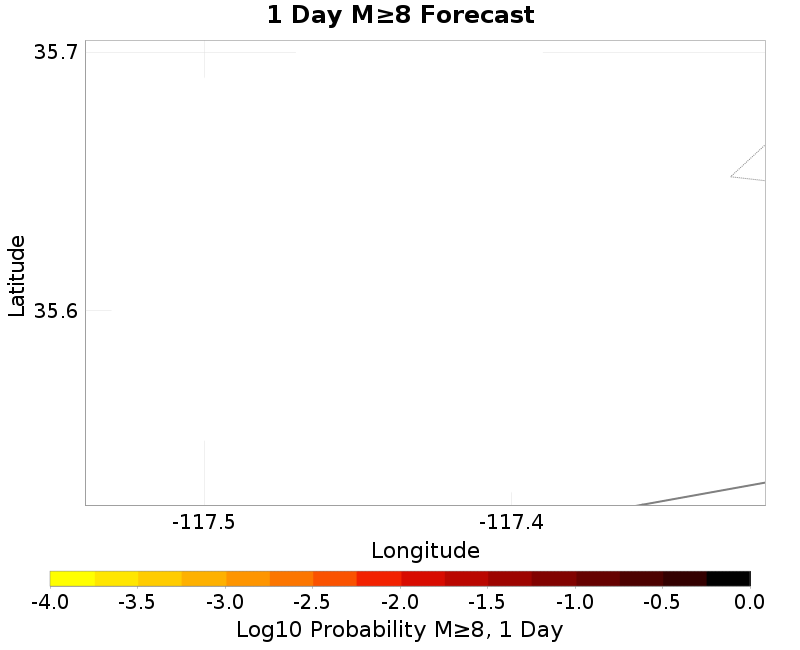 1 Day M≥8 Forecast
35.7
Latitude
35.6
-117.5 -117.4
Longitude
-4.0 -3.5 -3.0 -2.5 -2.0 -1.5 -1.0 -0.5 0.0
Log10 Probability M≥8, 1 Day